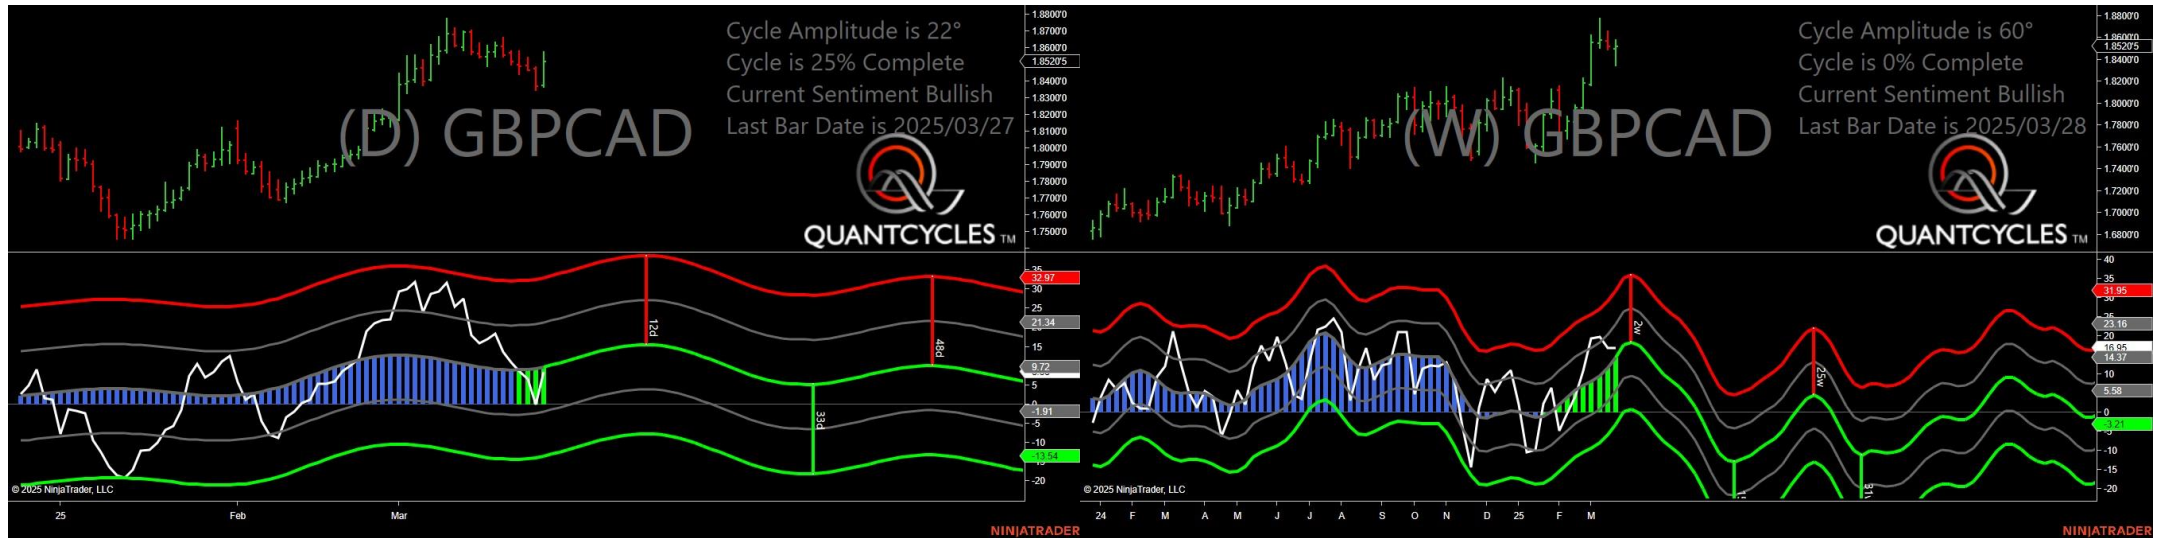 Cycle Amplitude is 22°
Cycle is 25% Complete
Current Sentiment Bullish
Last Bar Date is 2025/03/27
(D) GBPCAD
QUANTCYCLES TM
1.8800'0
1.8700'0
1.8600'0
1.8520'5
1.8400'0
1.8300'0
1.8200'0
1.8100'0
1.8000'0
1.7900'0
1.7800'0
1.7700'0
1.7600'0
1.7500'0
35
32.97
30
25
21.34
15
9.72
5
0
-1.91
-5
-10
-13.54
-20
12d
48d
33d
© 2025 NinjaTrader, LLC
25
Feb
Mar
NINJATRADER
Cycle Amplitude is 60°
Cycle is 0% Complete
Current Sentiment Bullish
Last Bar Date is 2025/03/28
(W) GBPCAD
QUANTCYCLES TM
1.8800'0
1.8520'5
1.8400'0
1.8200'0
1.8000'0
1.7800'0
1.7600'0
1.7400'0
1.7200'0
1.7000'0
1.6800'0
40
35
31.95
30
23.16
20
16.95
14.37
10
5.58
0
-3.21
-10
-15
-20
2w
25w
© 2025 NinjaTrader, LLC
24 F M A M J J A S O N D 25 F M
NINJATRADER